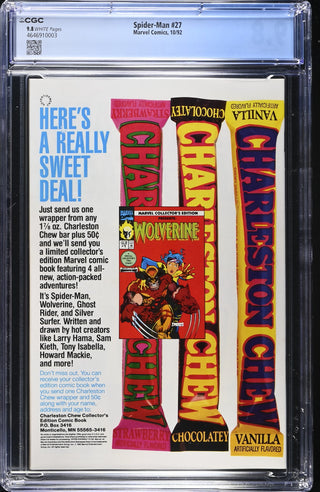 CGC
9.8 WHITE Pages
4646910003
Spider-Man #27
Marvel Comics, 10/92
9.8
HERE'S
A REALLY
SWEET
DEAL!
Just send us one
wrapper from any
1⅞ oz. Charleston
Chew bar plus 50¢
and we'll send you
a limited collector's
edition Marvel comic
book featuring 4 all-
new, action-packed
adventures!
It's Spider-Man,
Wolverine, Ghost
Rider, and Silver
Surfer. Written and
drawn by hot creators
like Larry Hama, Sam
Kieth, Tony Isabella,
Howard Mackie,
and more!
Don't miss out. You can
receive your collector's
edition comic book when
you send one Charleston
Chew wrapper and 50¢
along with your name,
address and age to:
Charleston Chew Collector's
Edition Comic Book
P.O. Box 3416
Monticello, MN 55565-3416
STRAWBERRY
ARTIFICIALLY FLAVORED
CHARLESTON CHEW
STRAWBERRY
CHOCOLATEY
CHARLESTON CHEW
CHOCOLATEY
VANILLA
ARTIFICIALLY FLAVORED
CHARLESTON CHEW
VANILLA
ARTIFICIALLY FLAVORED
MARVEL COLLECTOR'S EDITION
PRESENTS
WOLVERINE